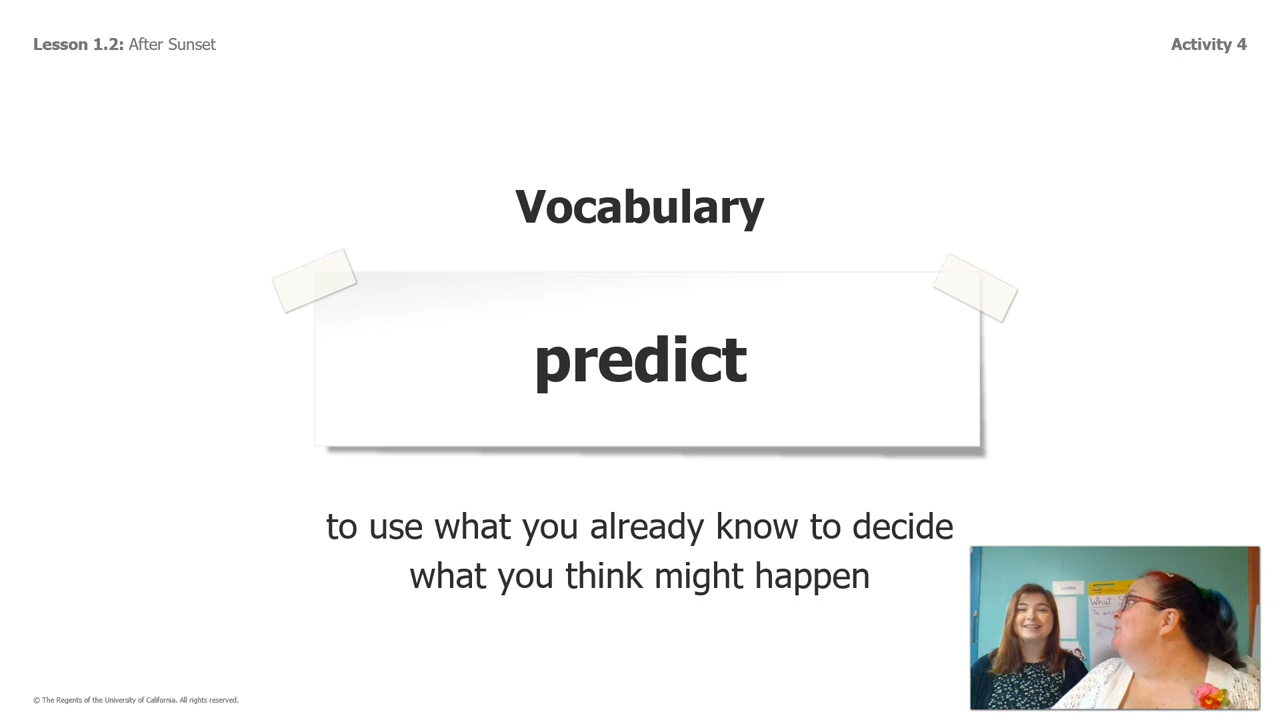 Lesson 1.2: After Sunset
Activity 4
Vocabulary
predict
to use what you already know to decide
what you think might happen
What
© The Regents of the University of California. All rights reserved.